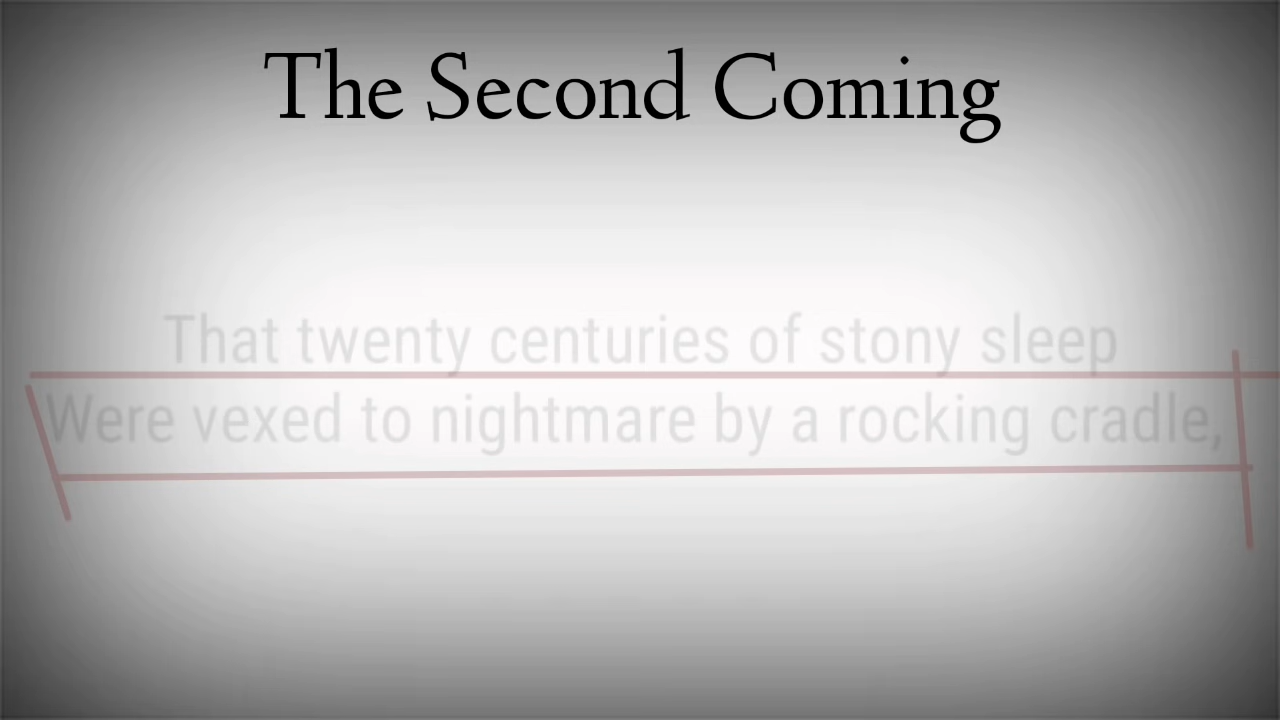 The Second Coming
That twenty centuries of stony sleep
Were vexed to nightmare by a rocking cradle,